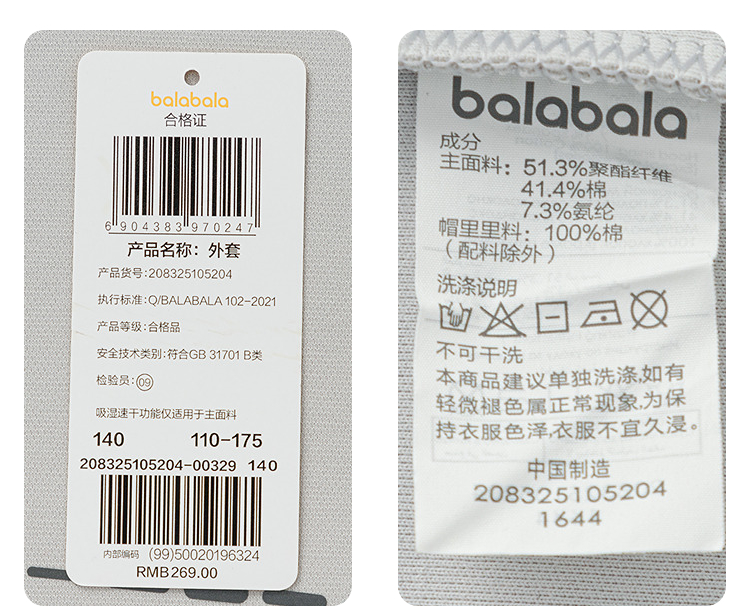 balabala
合格证
6 904383 970247
产品名称：外套
产品货号:208325105204
执行标准:Q/BALABALA 102-2021
产品等级:合格品
安全技术类别:符合GB 31701 B类
检验员:09
吸湿速干功能仅适用于主面料
140 110-175
208325105204-00329 140
内部编码 (99)50020196324
RMB269.00
balabala
成分
主面料：51.3%聚酯纤维
41.4%棉
7.3%氨纶
帽里里料：100%棉
（配料除外）
洗涤说明
不可干洗
本商品建议单独洗涤,如有
轻微褪色属正常现象,为保
持衣服色泽,衣服不宜久浸。
中国制造
208325105204
1644